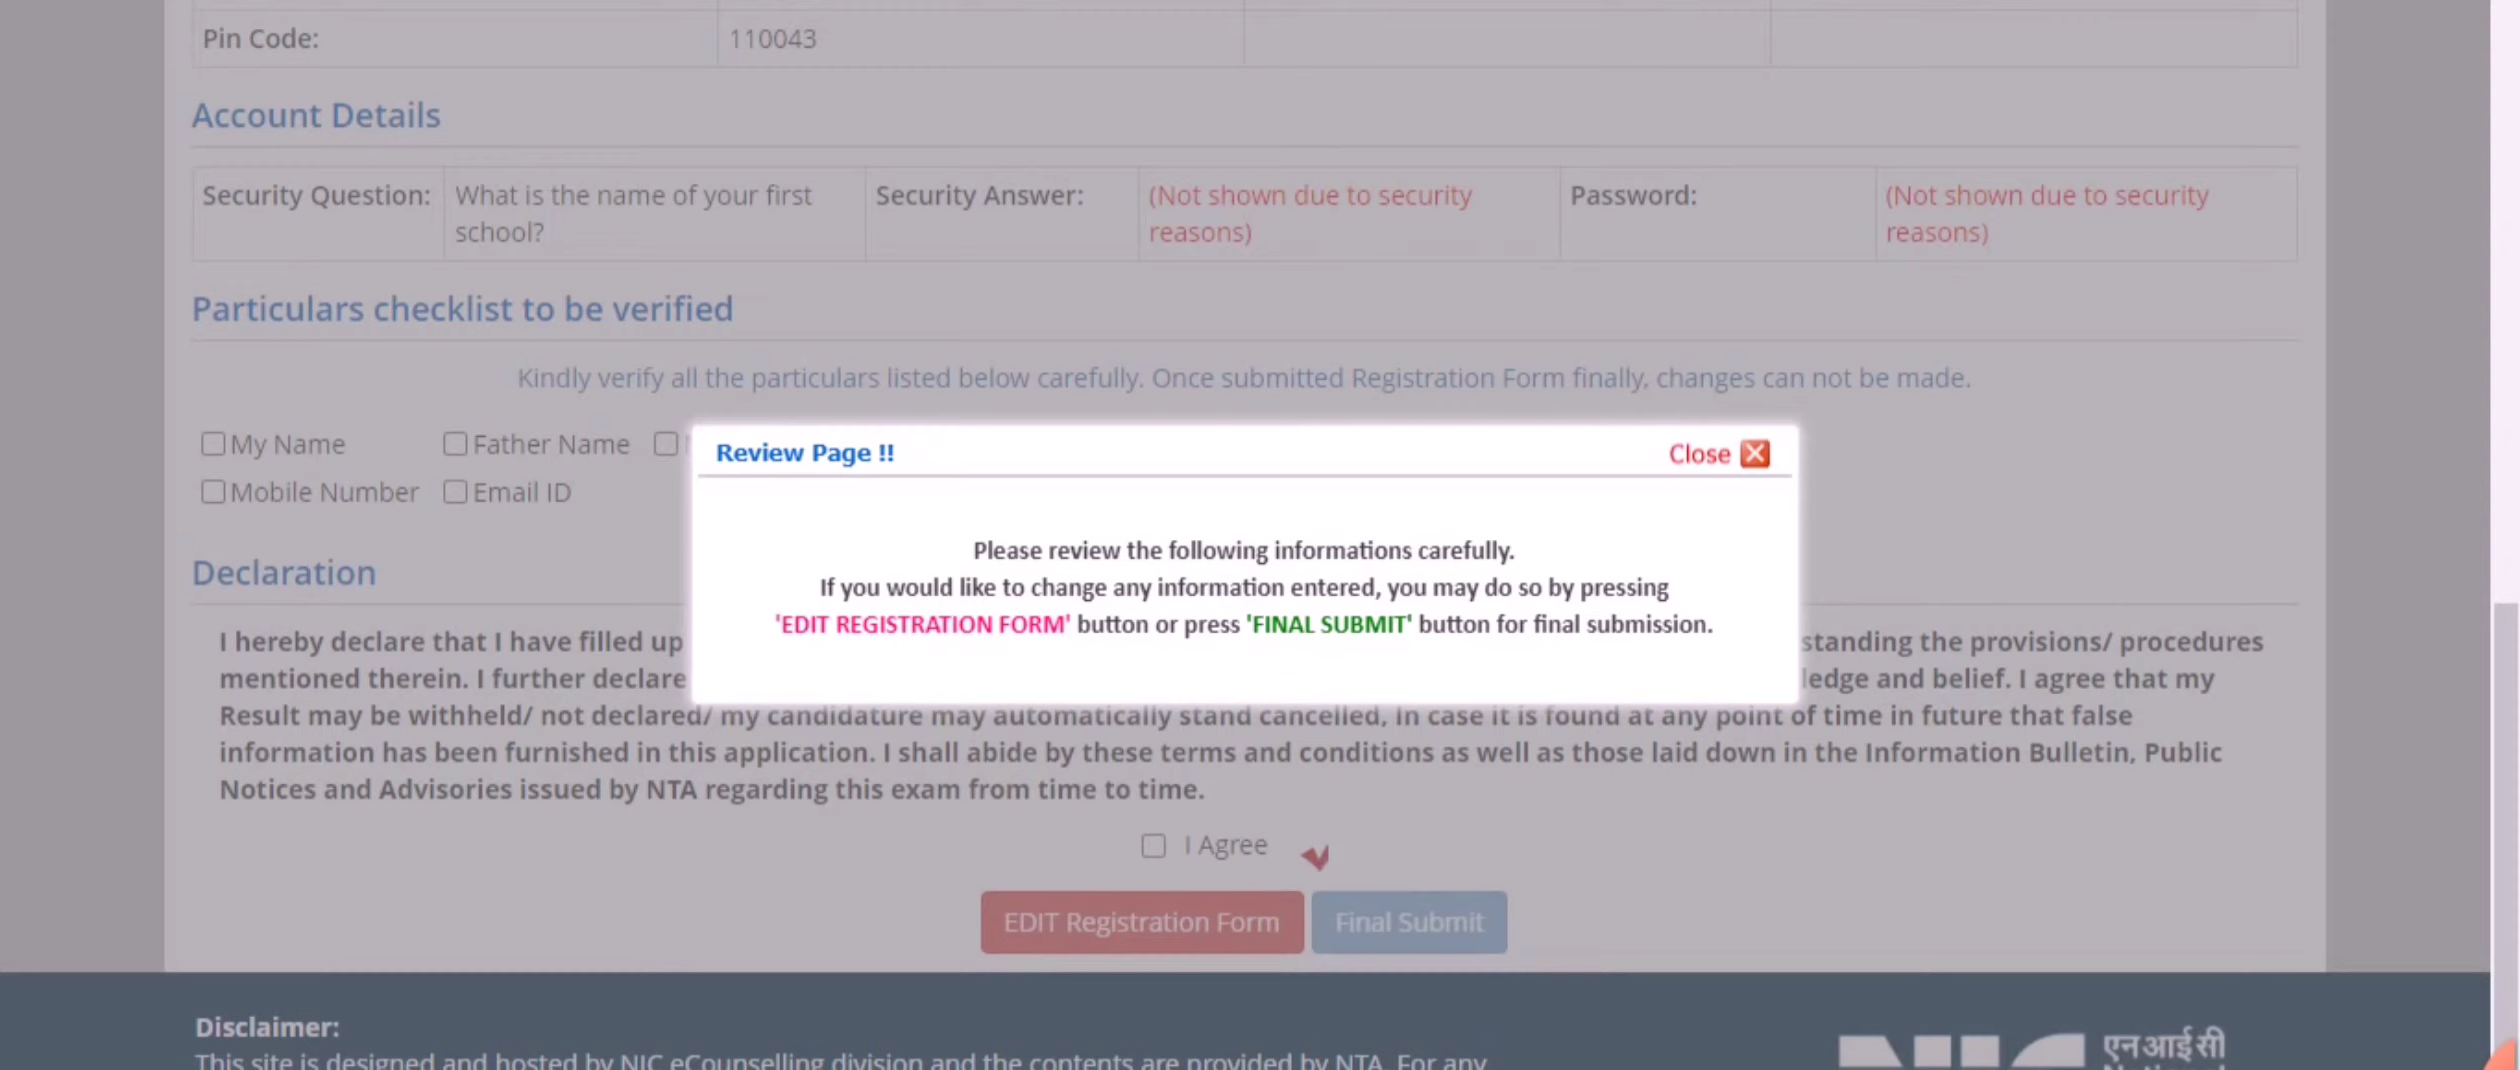 Pin Code: 110043
Account Details
Security Question: What is the name of your first school? Security Answer: (Not shown due to security reasons) Password: (Not shown due to security reasons)
Particulars checklist to be verified
Kindly verify all the particulars listed below carefully. Once submitted Registration Form finally, changes can not be made.
My Name Father Name
Mobile Number Email ID
Review Page !! Close
Please review the following informations carefully.
If you would like to change any information entered, you may do so by pressing
'EDIT REGISTRATION FORM' button or press 'FINAL SUBMIT' button for final submission.
Declaration
I hereby declare that I have filled up standing the provisions/ procedures
mentioned therein. I further declare ledge and belief. I agree that my
Result may be withheld/ not declared/ my candidature may automatically stand cancelled, in case it is found at any point of time in future that false
information has been furnished in this application. I shall abide by these terms and conditions as well as those laid down in the Information Bulletin, Public
Notices and Advisories issued by NTA regarding this exam from time to time.
I Agree
EDIT Registration Form Final Submit
Disclaimer:
This site is designed and hosted by NIC eCounselling division and the contents are provided by NTA. For any
एन आई सी